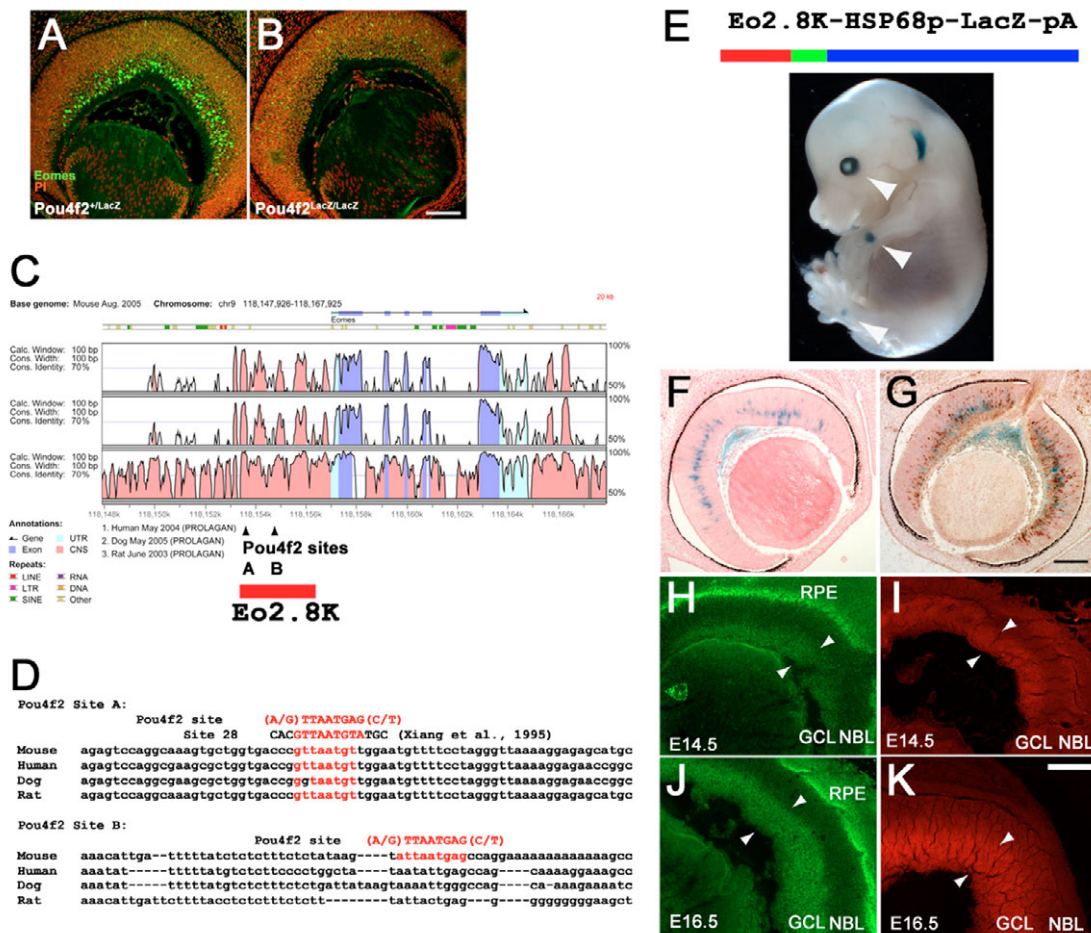 A
B
Eomes
PI
Pou4f2+/LacZ
Pou4f2LacZ/LacZ
C
Base genome: Mouse Aug. 2005 Chromosome: chr9 118,147,926-118,167,925
20 kb
Eomes
Calc. Window: 100 bp
Cons. Width: 100 bp
Cons. Identity: 70%
100%
50%
Calc. Window: 100 bp
Cons. Width: 100 bp
Cons. Identity: 70%
100%
50%
Calc. Window: 100 bp
Cons. Width: 100 bp
Cons. Identity: 70%
100%
50%
118,148k 118,150k 118,152k 118,154k 118,156k 118,158k 118,160k 118,162k 118,164k 118,166k
Annotations:
Gene UTR
Exon CNS
Repeats:
LINE RNA
LTR DNA
SINE Other
1. Human May 2004 (PROLAGAN)
2. Dog May 2005 (PROLAGAN)
3. Rat June 2003 (PROLAGAN)
Pou4f2 sites
A B
Eo2.8K
D
Pou4f2 Site A:
Pou4f2 site (A/G)TTAATGAG(C/T)
Site 28 CACGTTAATGTATGC (Xiang et al., 1995)
Mouse agagtccaggcaaagtgctggtgacccgttaatgttggaatgttttcctagggttaaaaggagagcatgc
Human agagtccaggcgaagcgctggtgaccggttaatgttggaatgttttcctagggttaaaaggagaaccggc
Dog agagtccaggcgaagcgctggtgaccgggtaatgttggaatgttttcctagggttaaaaggagaaccggc
Rat agagtccaggcaaagtgctggtgacccgttaatgttggaatgttttcctagggttaaaaggagagcatgc
Pou4f2 Site B:
Pou4f2 site (A/G)TTAATGAG(C/T)
Mouse aaacattga--tttttatctctctttctctataag----tattaatgagccaggaaaaaaaaaaaaaagcc
Human aaatat-----tttttatctctcttcccctggcta----taatattgagccag----aaaaaggaaagcc
Dog aaatat-----ttttcatctctctttctctgattataagtaaaattgggccag----ca-aaagaaaatc
Rat aaacattgattcttttatctctttctctctt--------tattactgag---g----gggggggaagct
E
Eo2.8K-HSP68p-LacZ-pA
F
G
H
RPE
E14.5
GCL NBL
I
E14.5
GCL NBL
J
RPE
E16.5
GCL NBL
K
E16.5
GCL NBL